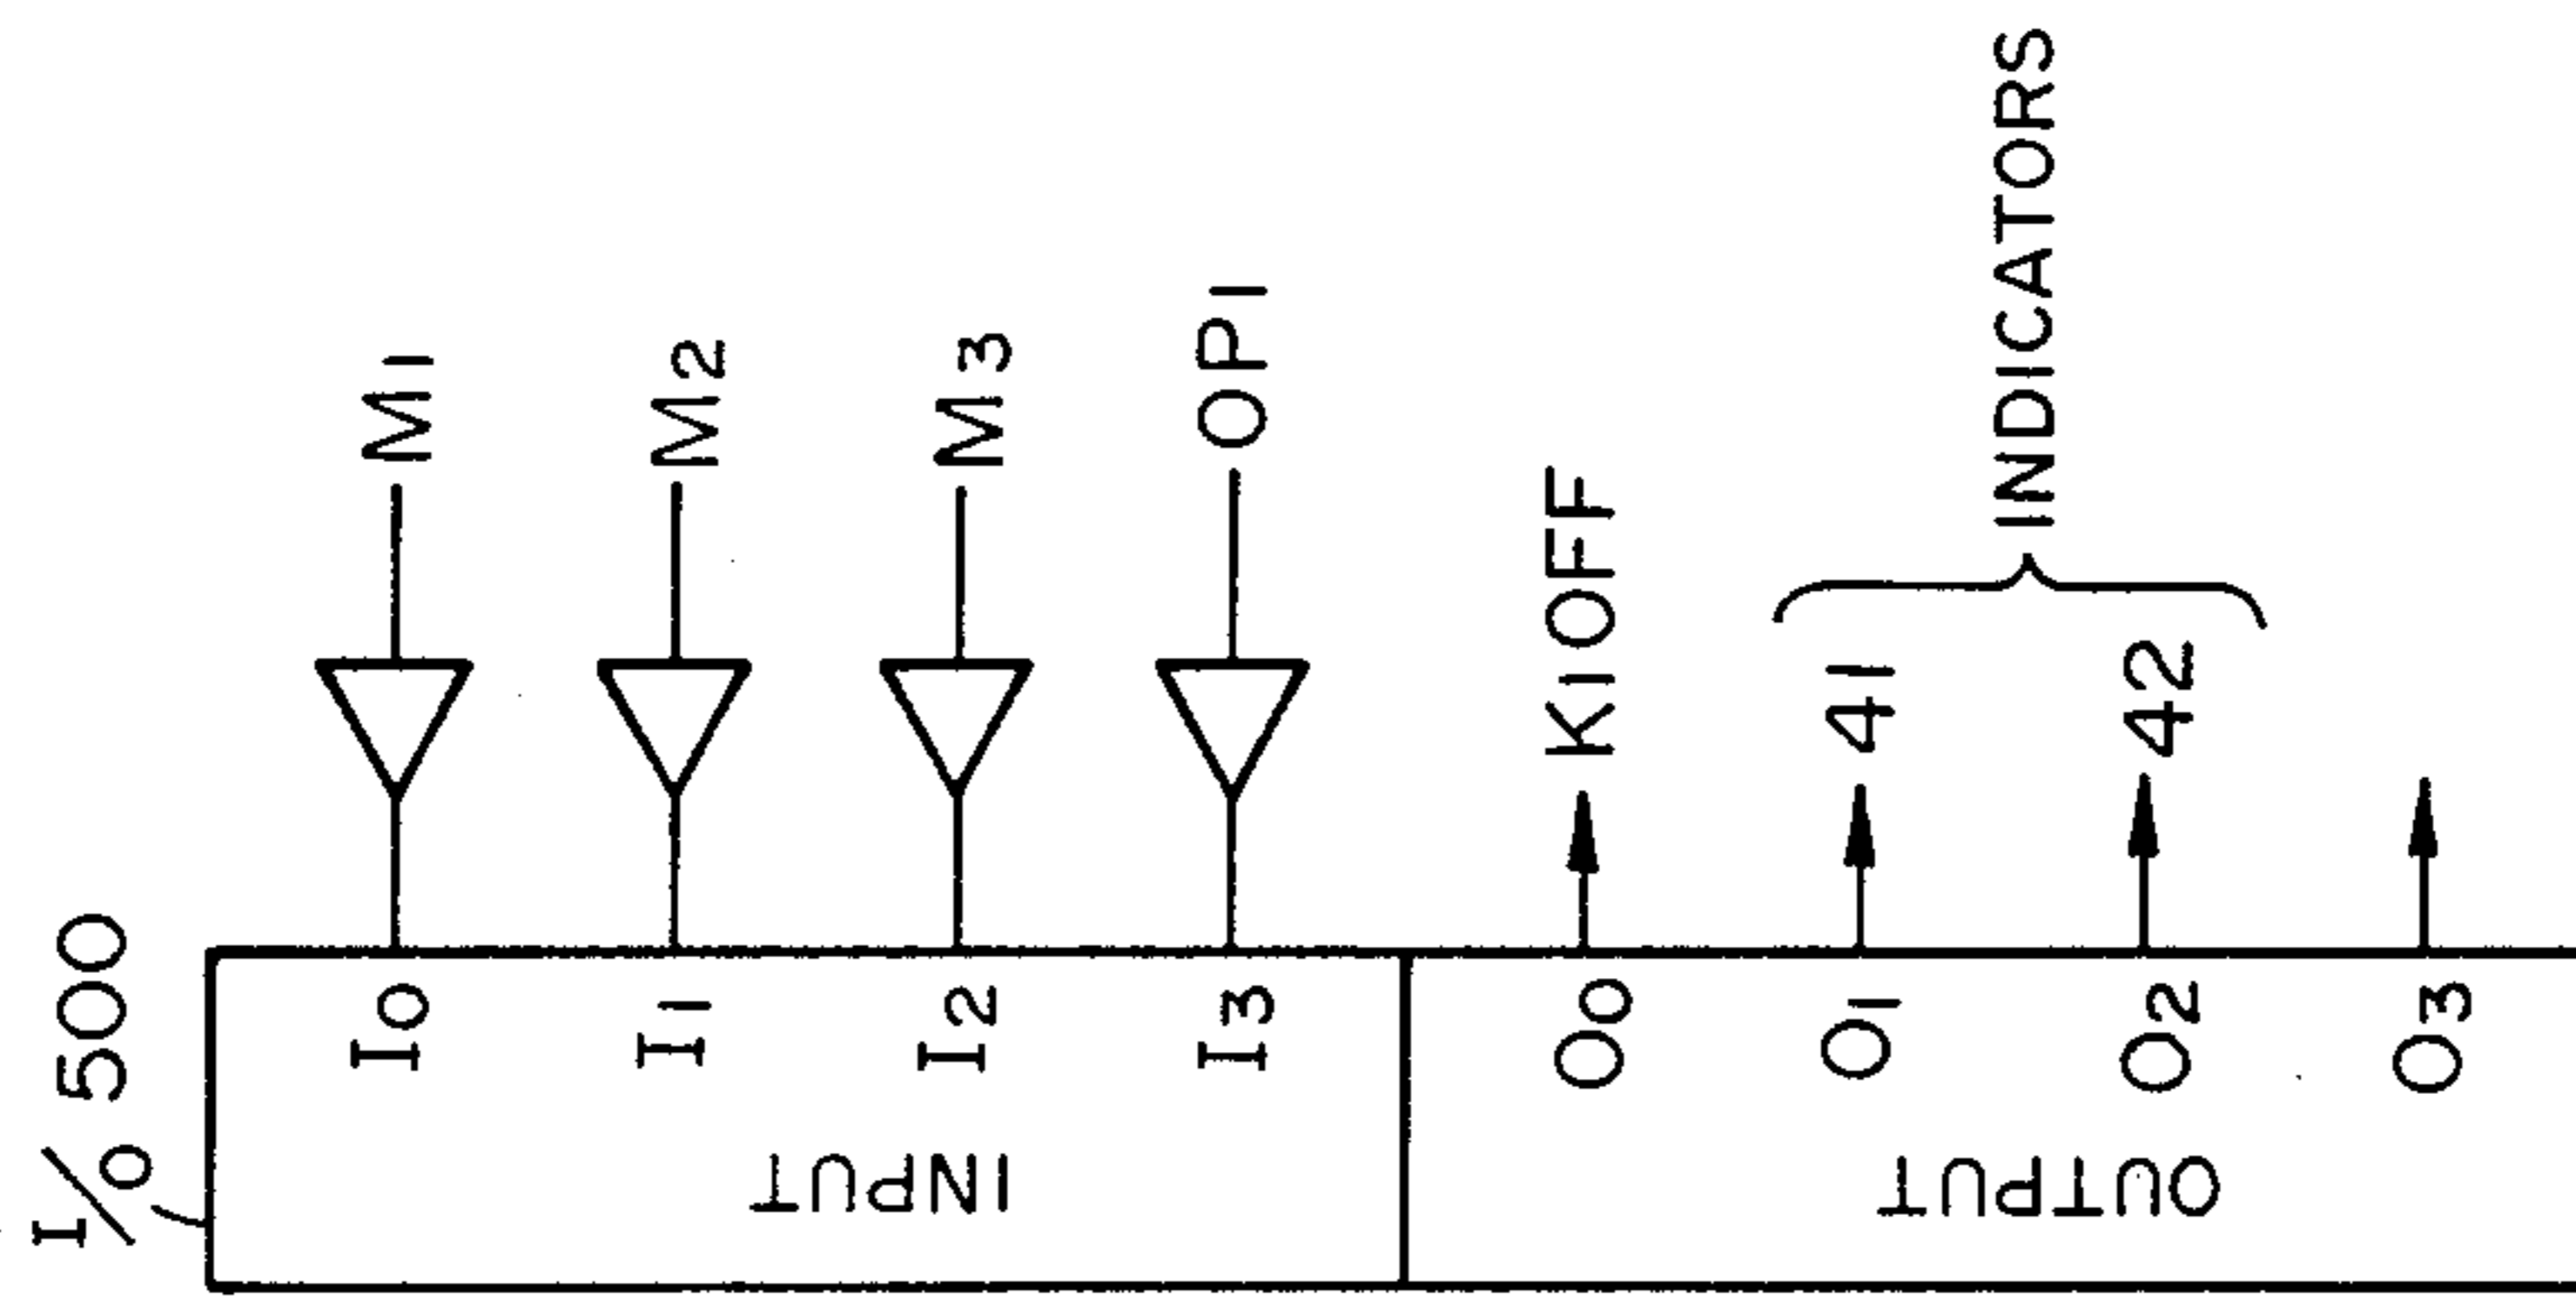 I/O 500
INPUT
I0
M1
I1
M2
I2
M3
I3
OP1
OUTPUT
O0
K1OFF
O1
41
O2
42
INDICATORS
O3